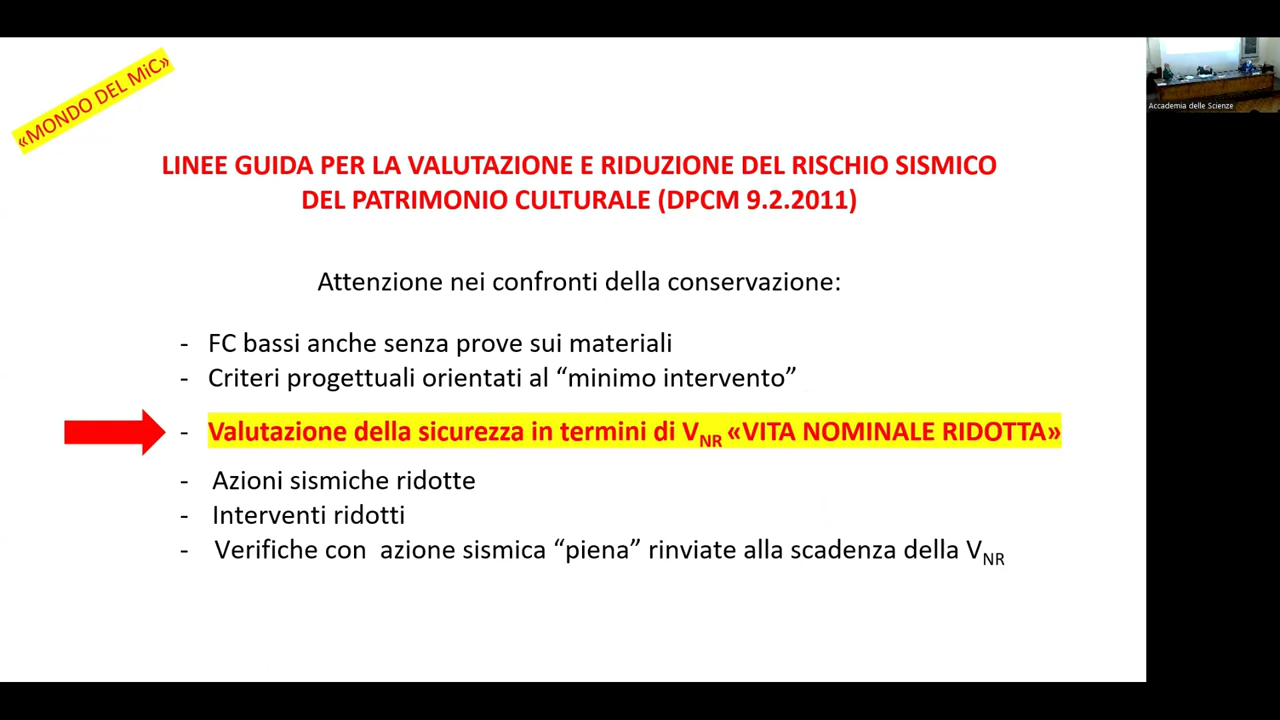 «MONDO DEL MiC»
Accademia delle Scienze
LINEE GUIDA PER LA VALUTAZIONE E RIDUZIONE DEL RISCHIO SISMICO
DEL PATRIMONIO CULTURALE (DPCM 9.2.2011)
Attenzione nei confronti della conservazione:
- FC bassi anche senza prove sui materiali
- Criteri progettuali orientati al “minimo intervento”
- Valutazione della sicurezza in termini di VNR «VITA NOMINALE RIDOTTA»
- Azioni sismiche ridotte
- Interventi ridotti
- Verifiche con azione sismica “piena” rinviate alla scadenza della VNR